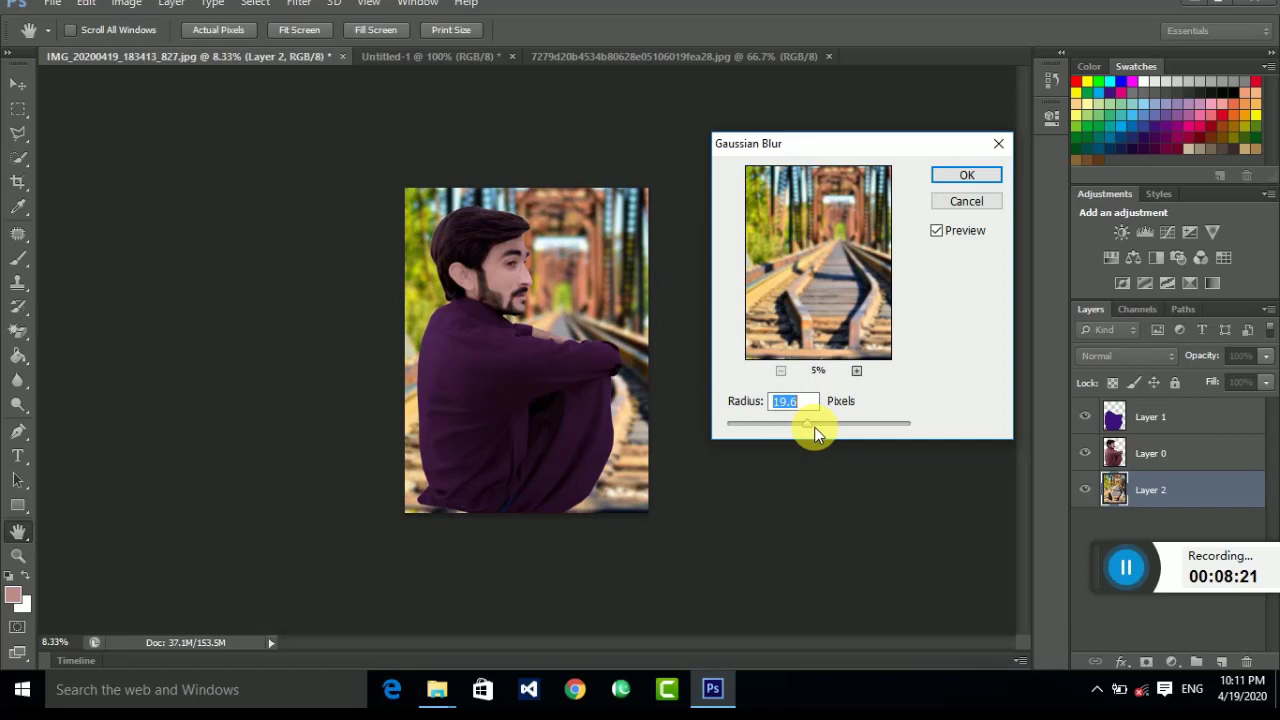 Ps File Edit Image Layer Type Select Filter 3D View Window Help
Scroll All Windows Actual Pixels Fit Screen Fill Screen Print Size Essentials
IMG_20200419_183413_827.jpg @ 8.33% (Layer 2, RGB/8) * × Untitled-1 @ 100% (RGB/8) * × 7279d20b4534b80628e05106019fea28.jpg @ 66.7% (RGB/8) ×
Color Swatches
Gaussian Blur
OK
Cancel
Preview
5%
Radius: 19.6 Pixels
Adjustments Styles
Add an adjustment
Layers Channels Paths
Kind
Normal Opacity: 100%
Lock: Fill: 100%
Layer 1
Layer 0
Layer 2
Recording...
00:08:21
8.33% Doc: 37.1M/153.5M
Timeline
Search the web and Windows
Ps
ENG
10:11 PM
4/19/2020